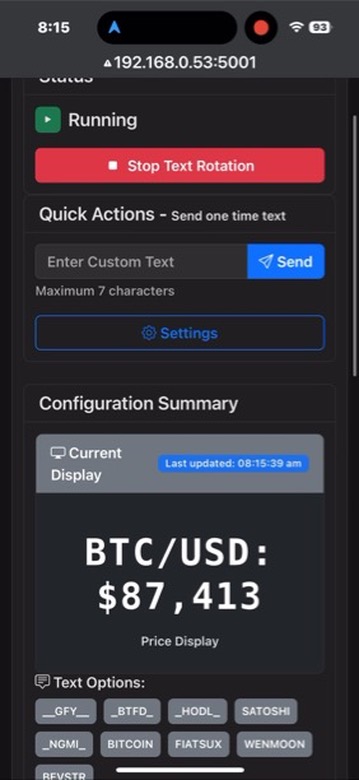 8:15
93
192.168.0.53:5001
Status
Running
Stop Text Rotation
Quick Actions - Send one time text
Enter Custom Text
Send
Maximum 7 characters
Settings
Configuration Summary
Current
Display
Last updated: 08:15:39 am
BTC/USD:
$87,413
Price Display
Text Options:
__GFY__ _BTFD_ _HODL_ SATOSHI
_NGMI_ BITCOIN FIATSUX WENMOON